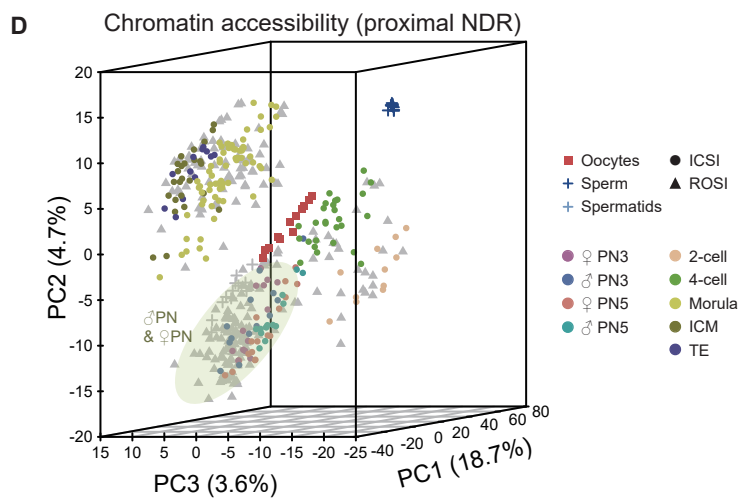 D
Chromatin accessibility (proximal NDR)
20
15
10
5
0
-5
-10
-15
-20
PC2 (4.7%)
15 10 5 0 -5 -10 -15 -20 -25
PC3 (3.6%)
-40 -20 0 20 40 60 80
PC1 (18.7%)
♂PN
& ♀PN
Oocytes
Sperm
Spermatids
ICSI
ROSI
♀ PN3
♂ PN3
♀ PN5
♂ PN5
2-cell
4-cell
Morula
ICM
TE